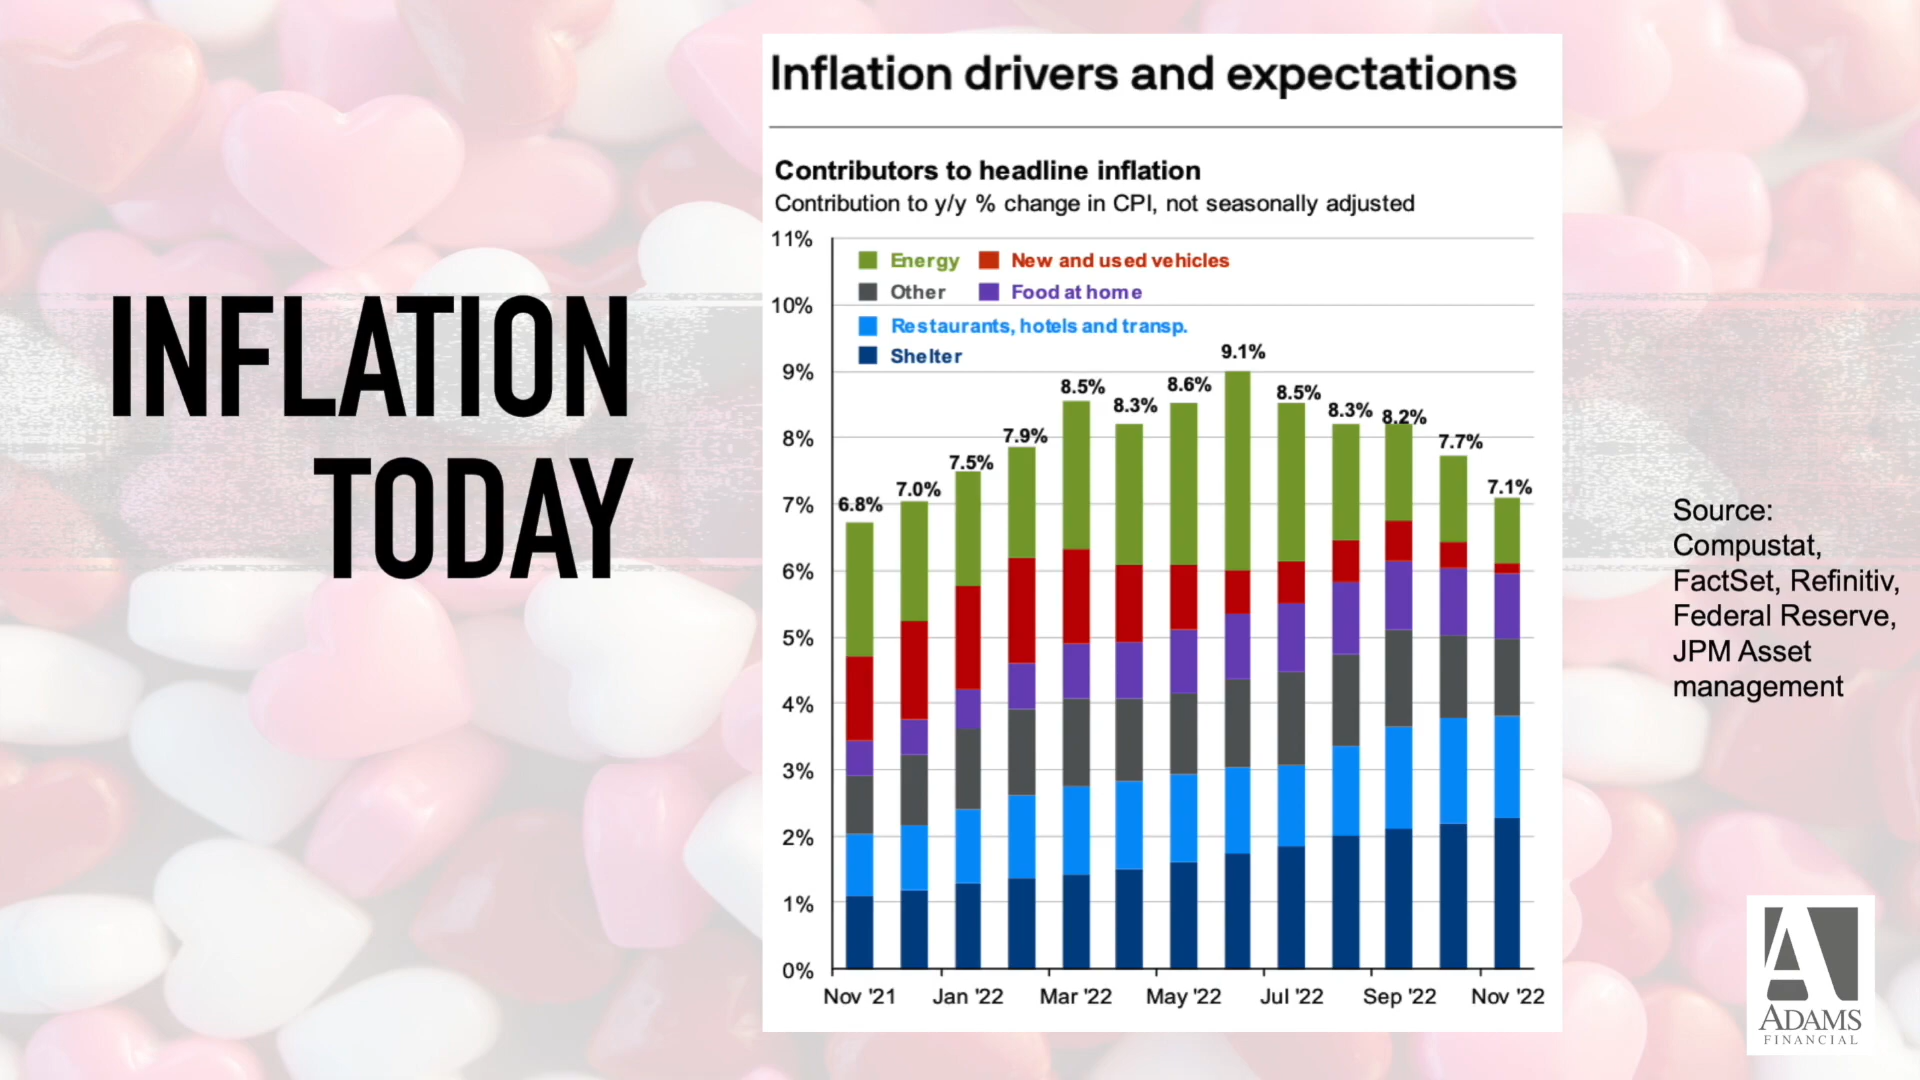 INFLATION
TODAY
Inflation drivers and expectations
Contributors to headline inflation
Contribution to y/y % change in CPI, not seasonally adjusted
11%
10%
9%
8%
7%
6%
5%
4%
3%
2%
1%
0%
Energy New and used vehicles
Other Food at home
Restaurants, hotels and transp.
Shelter
6.8% 7.0% 7.5% 7.9% 8.5% 8.3% 8.6% 9.1% 8.5% 8.3% 8.2% 7.7% 7.1%
Nov '21 Jan '22 Mar '22 May '22 Jul '22 Sep '22 Nov '22
Source:
Compustat,
FactSet, Refinitiv,
Federal Reserve,
JPM Asset
management
A
ADAMS
FINANCIAL